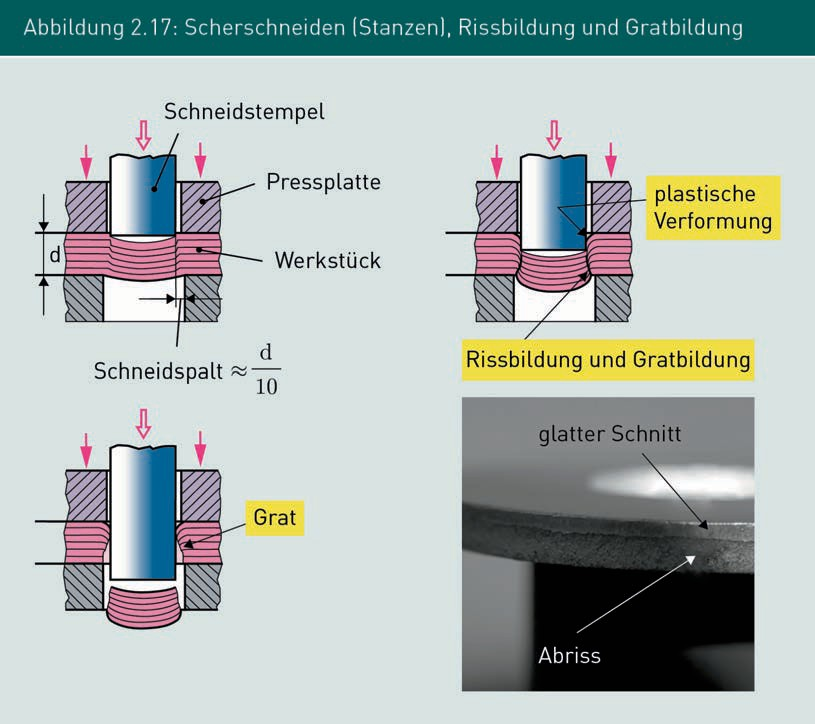 Abbildung 2.17: Scherschneiden (Stanzen), Rissbildung und Gratbildung
Schneidstempel
Pressplatte
d
Werkstück
Schneidspalt ≈ d/10
plastische
Verformung
Rissbildung und Gratbildung
Grat
glatter Schnitt
Abriss